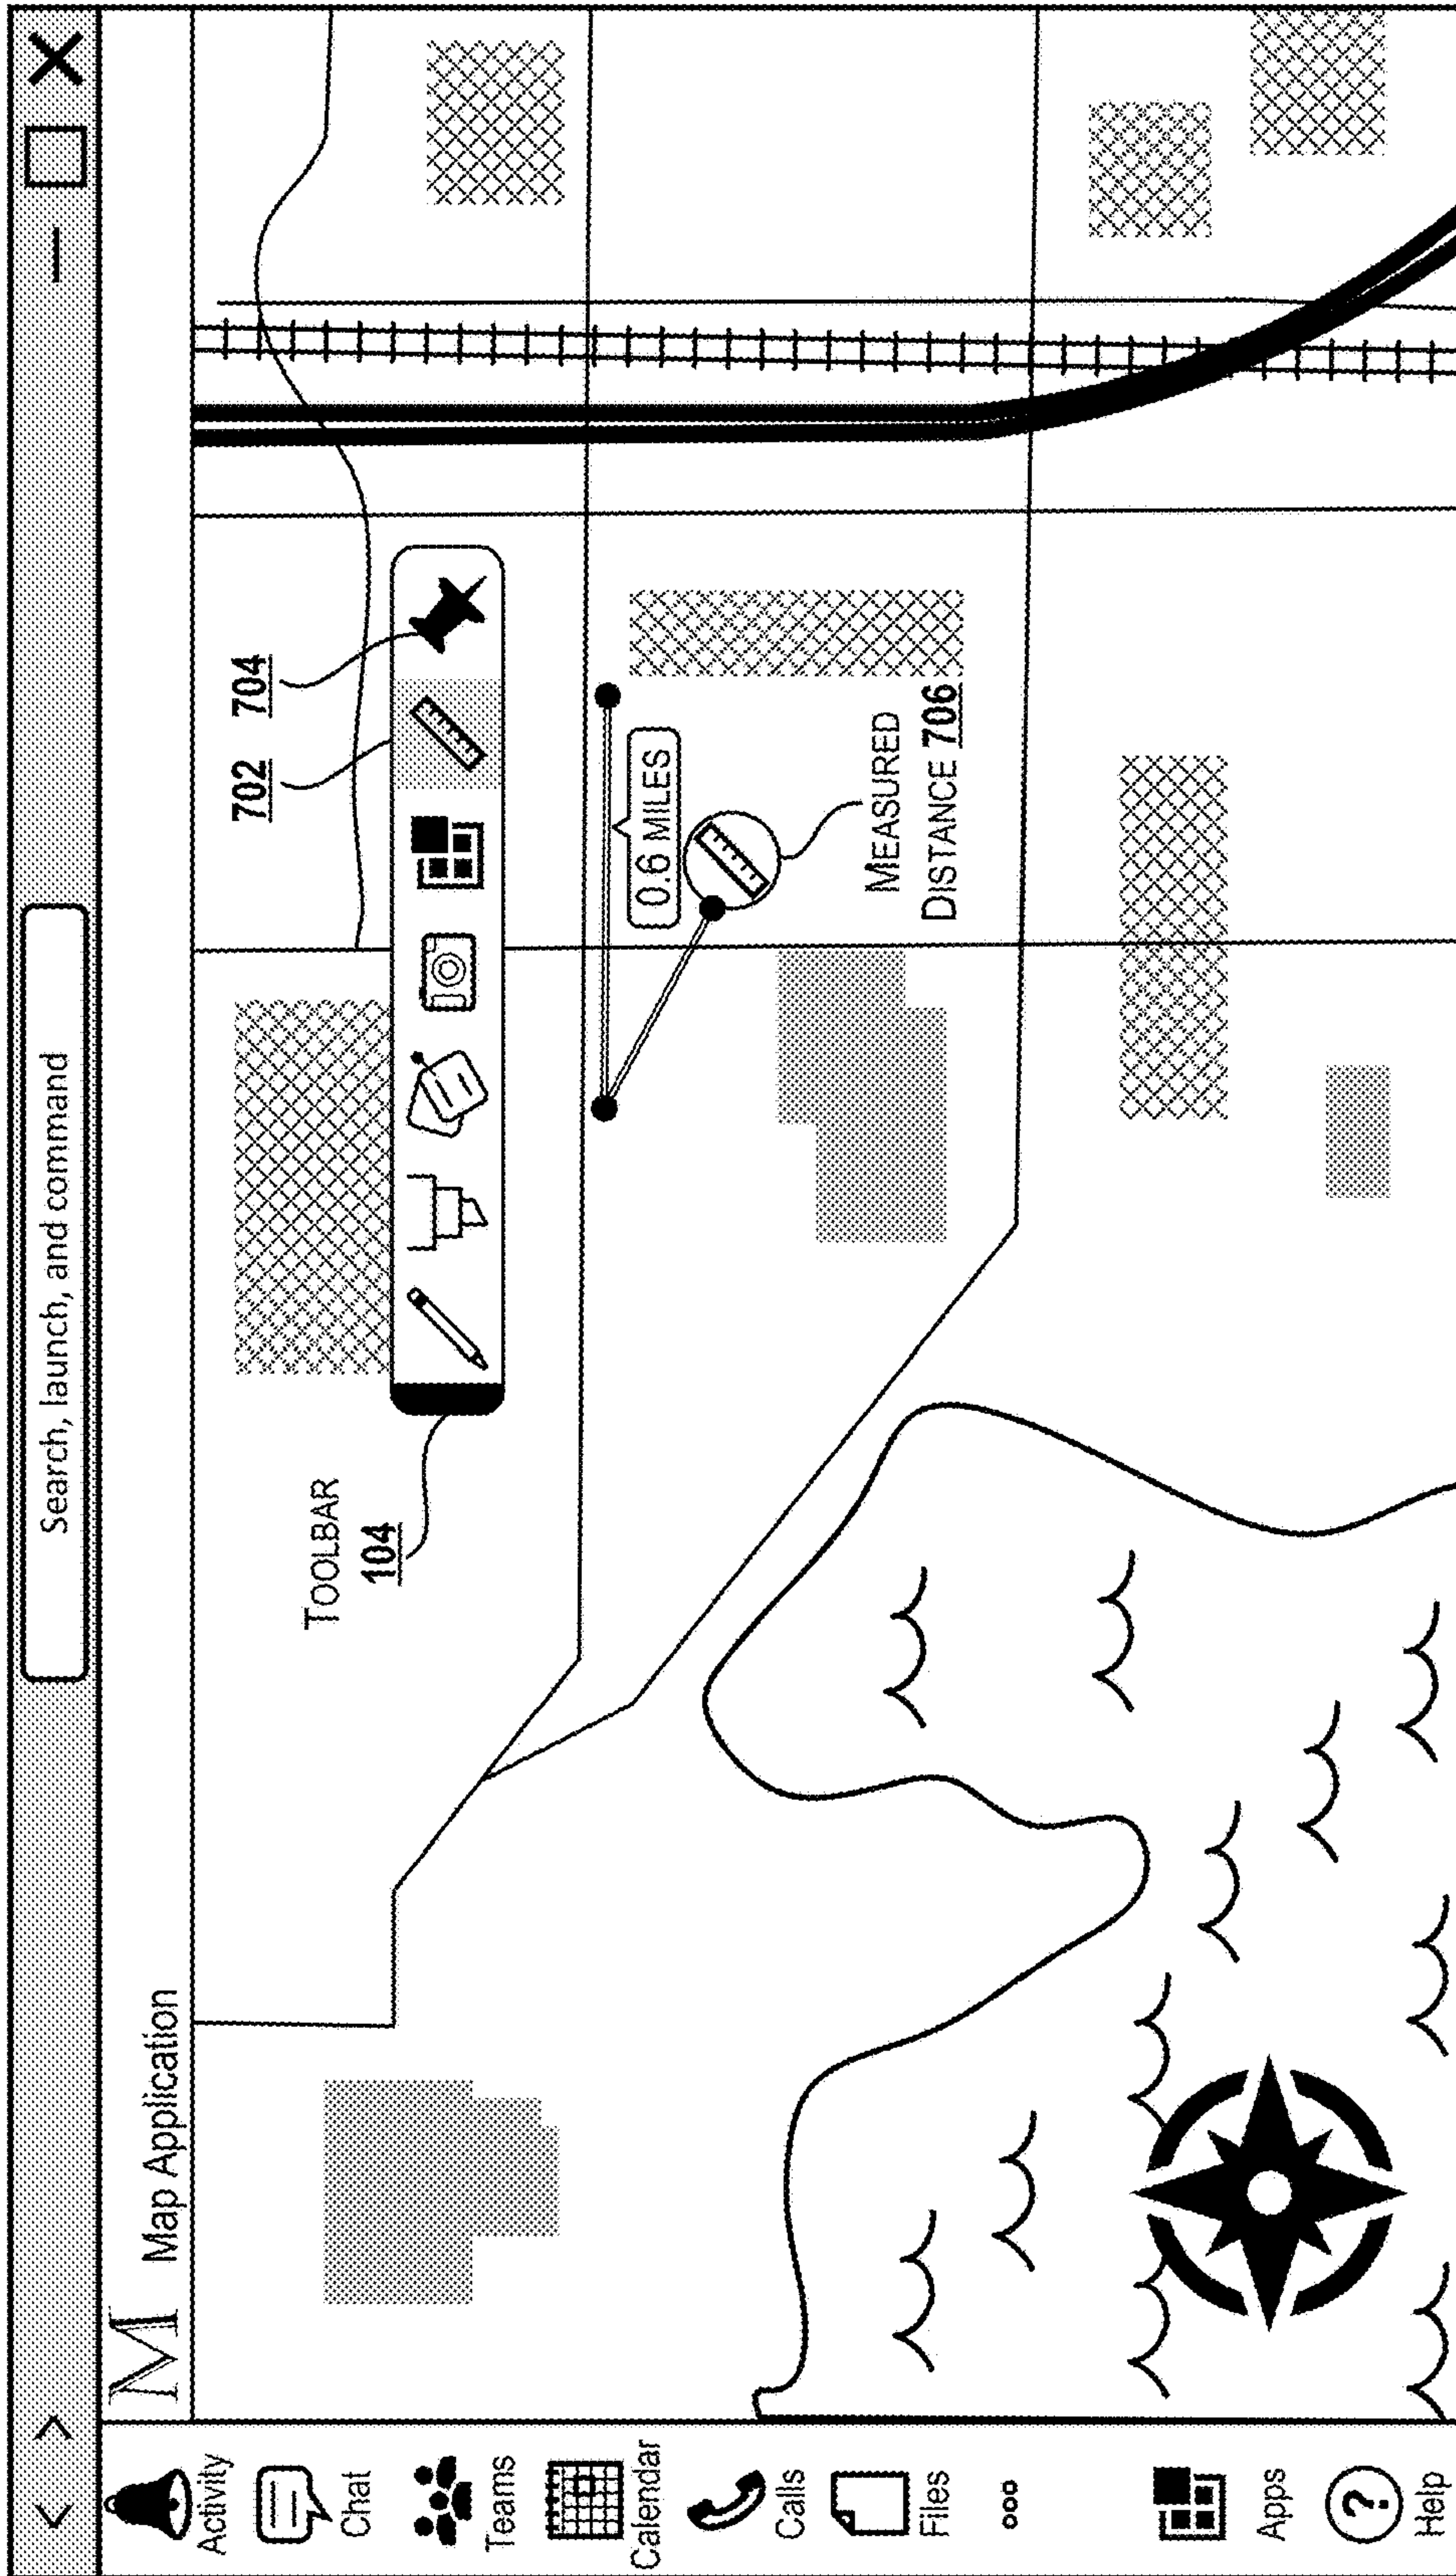 < >
Search, launch, and command
M Map Application
Activity
Chat
Teams
Calendar
Calls
Files
Apps
? Help
TOOLBAR
104
702
704
0.6 MILES
MEASURED
DISTANCE 706